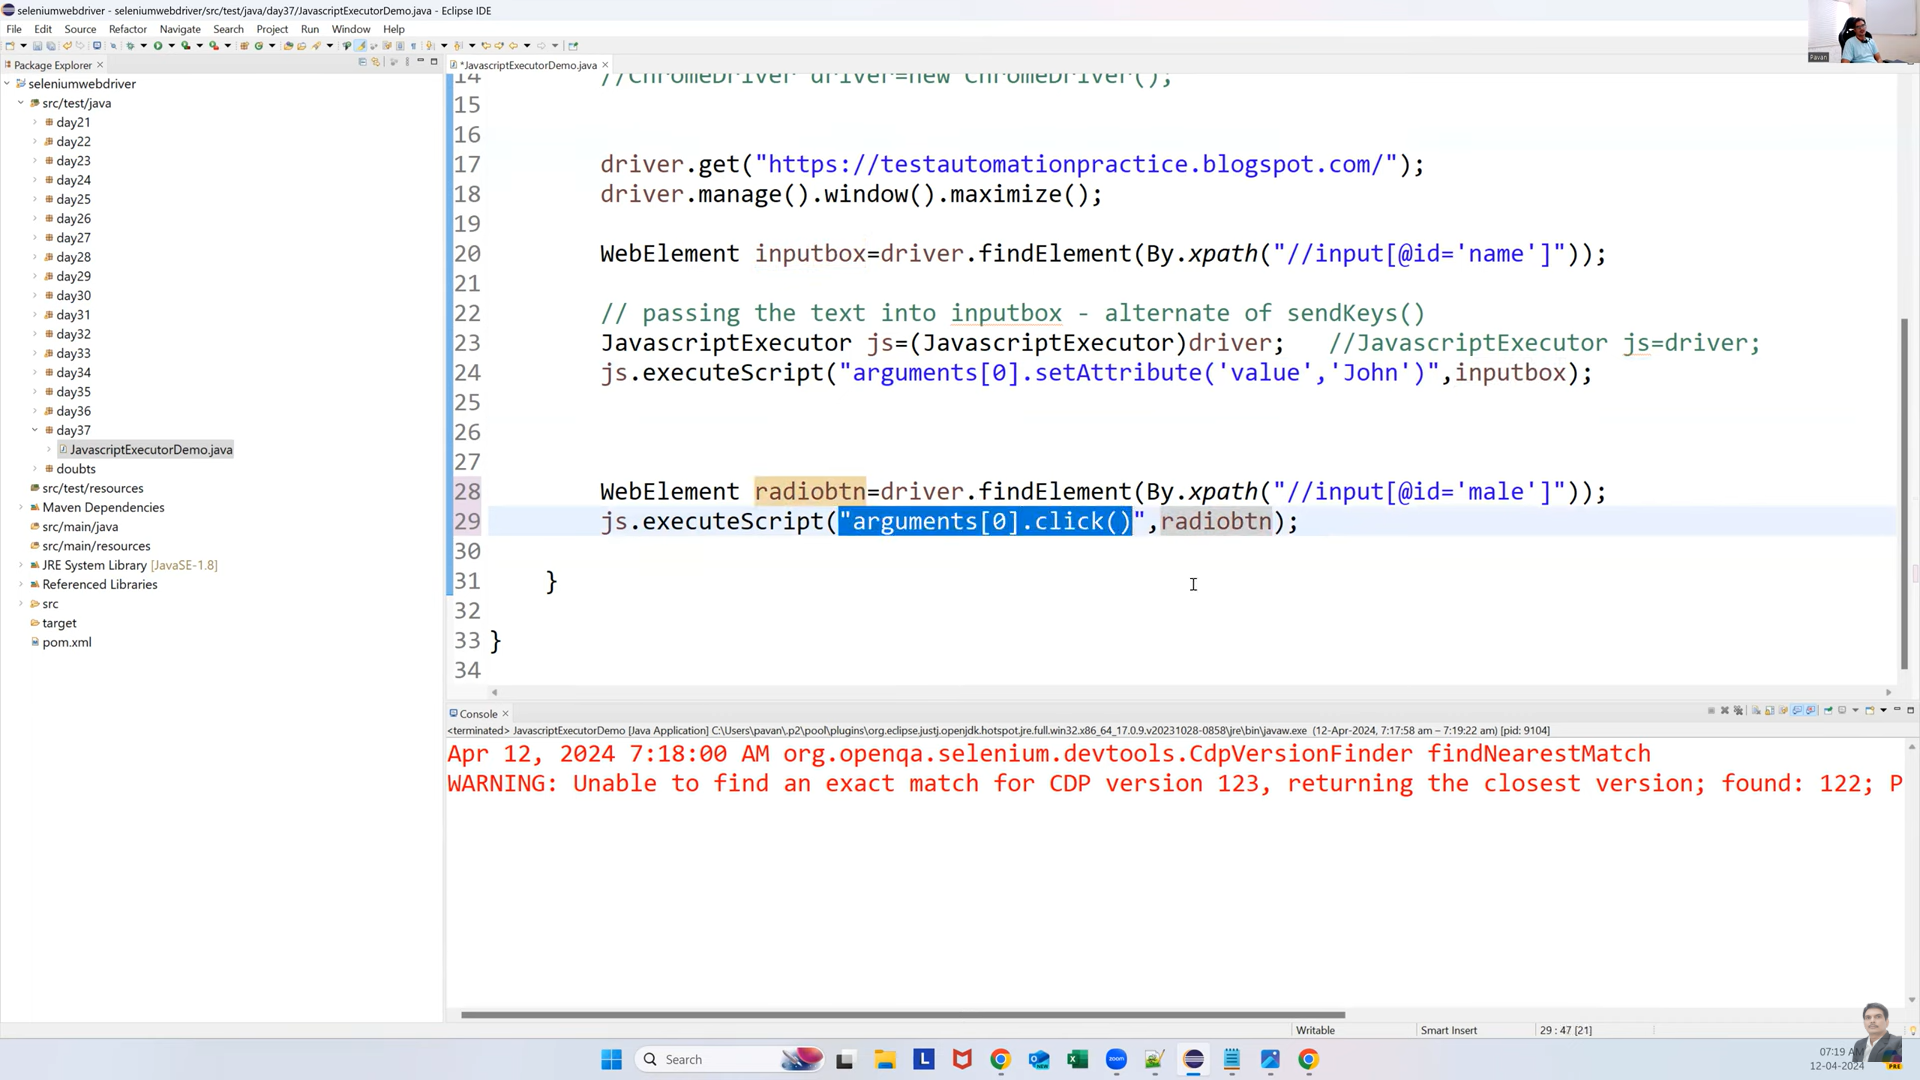 seleniumwebdriver - seleniumwebdriver/src/test/java/day37/JavascriptExecutorDemo.java - Eclipse IDE
File Edit Source Refactor Navigate Search Project Run Window Help
Package Explorer
*JavascriptExecutorDemo.java
seleniumwebdriver
src/test/java
day21
day22
day23
day24
day25
day26
day27
day28
day29
day30
day31
day32
day33
day34
day35
day36
day37
JavascriptExecutorDemo.java
doubts
src/test/resources
Maven Dependencies
src/main/java
src/main/resources
JRE System Library [JavaSE-1.8]
Referenced Libraries
src
target
pom.xml
14 //ChromeDriver driver=new ChromeDriver();
15
16
17 driver.get("https://testautomationpractice.blogspot.com/");
18 driver.manage().window().maximize();
19
20 WebElement inputbox=driver.findElement(By.xpath("//input[@id='name']"));
21
22 // passing the text into inputbox - alternate of sendKeys()
23 JavascriptExecutor js=(JavascriptExecutor)driver; //JavascriptExecutor js=driver;
24 js.executeScript("arguments[0].setAttribute('value','John')",inputbox);
25
26
27
28 WebElement radiobtn=driver.findElement(By.xpath("//input[@id='male']"));
29 js.executeScript("arguments[0].click()",radiobtn);
30
31 }
32
33 }
34
Console
<terminated> JavascriptExecutorDemo [Java Application] C:\Users\pavan\.p2\pool\plugins\org.eclipse.justj.openjdk.hotspot.jre.full.win32.x86_64_17.0.9.v20231028-0858\jre\bin\javaw.exe (12-Apr-2024, 7:17:58 am – 7:19:22 am) [pid: 9104]
Apr 12, 2024 7:18:00 AM org.openqa.selenium.devtools.CdpVersionFinder findNearestMatch
WARNING: Unable to find an exact match for CDP version 123, returning the closest version; found: 122; P
Writable Smart Insert 29 : 47 [21]
Search
07:19 AM
12-04-2024
Pavan